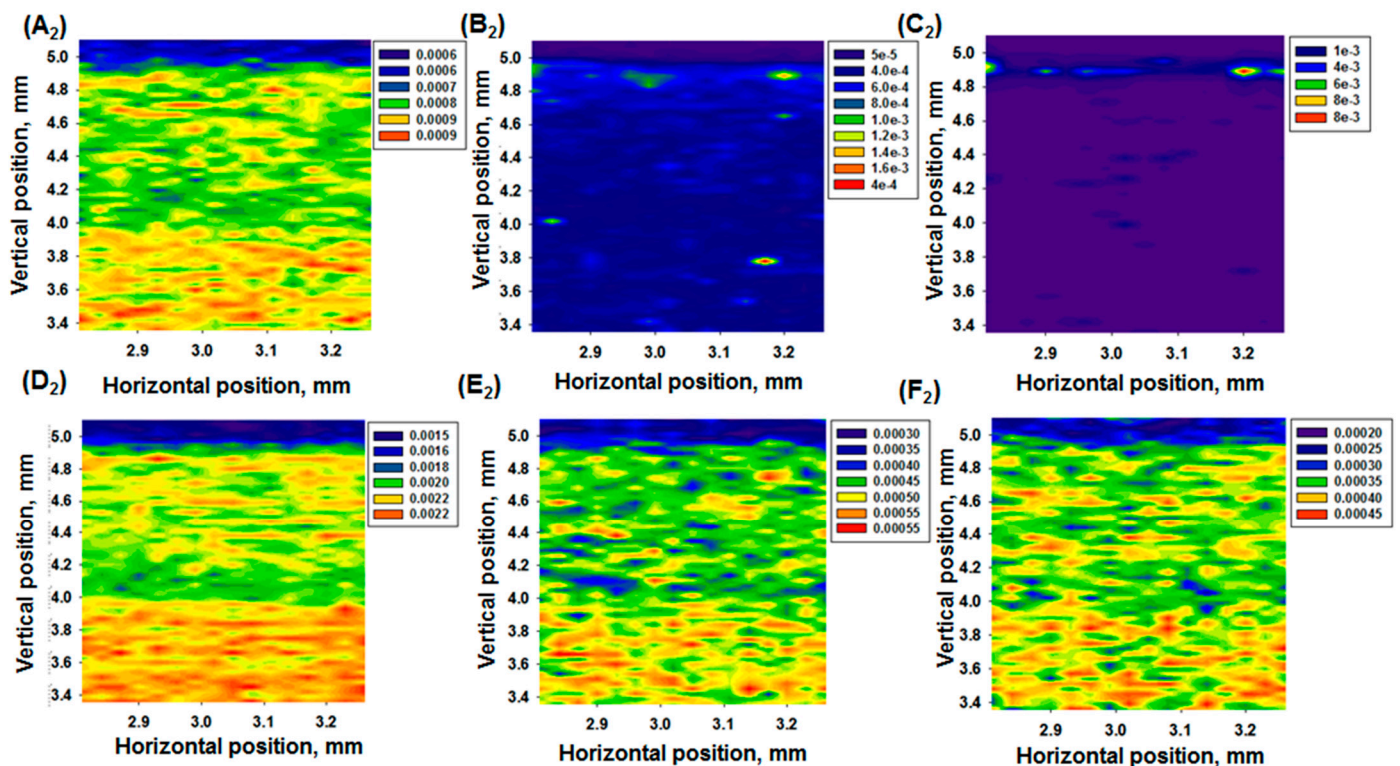 (A₂)
5.0
4.8
4.6
4.4
4.2
4.0
3.8
3.6
3.4
Vertical position, mm
2.9 3.0 3.1 3.2
Horizontal position, mm
0.0006
0.0006
0.0007
0.0008
0.0009
0.0009
(B₂)
5.0
4.8
4.6
4.4
4.2
4.0
3.8
3.6
3.4
Vertical position, mm
2.9 3.0 3.1 3.2
Horizontal position, mm
5e-5
4.0e-4
6.0e-4
8.0e-4
1.0e-3
1.2e-3
1.4e-3
1.6e-3
4e-4
(C₂)
5.0
4.8
4.6
4.4
4.2
4.0
3.8
3.6
3.4
Vertical position, mm
2.9 3.0 3.1 3.2
Horizontal position, mm
1e-3
4e-3
6e-3
8e-3
8e-3
(D₂)
5.0
4.8
4.6
4.4
4.2
4.0
3.8
3.6
3.4
Vertical position, mm
2.9 3.0 3.1 3.2
Horizontal position, mm
0.0015
0.0016
0.0018
0.0020
0.0022
0.0022
(E₂)
5.0
4.8
4.6
4.4
4.2
4.0
3.8
3.6
3.4
Vertical position, mm
2.9 3.0 3.1 3.2
Horizontal position, mm
0.00030
0.00035
0.00040
0.00045
0.00050
0.00055
0.00055
(F₂)
5.0
4.8
4.6
4.4
4.2
4.0
3.8
3.6
3.4
Vertical position, mm
2.9 3.0 3.1 3.2
Horizontal position, mm
0.00020
0.00025
0.00030
0.00035
0.00040
0.00045